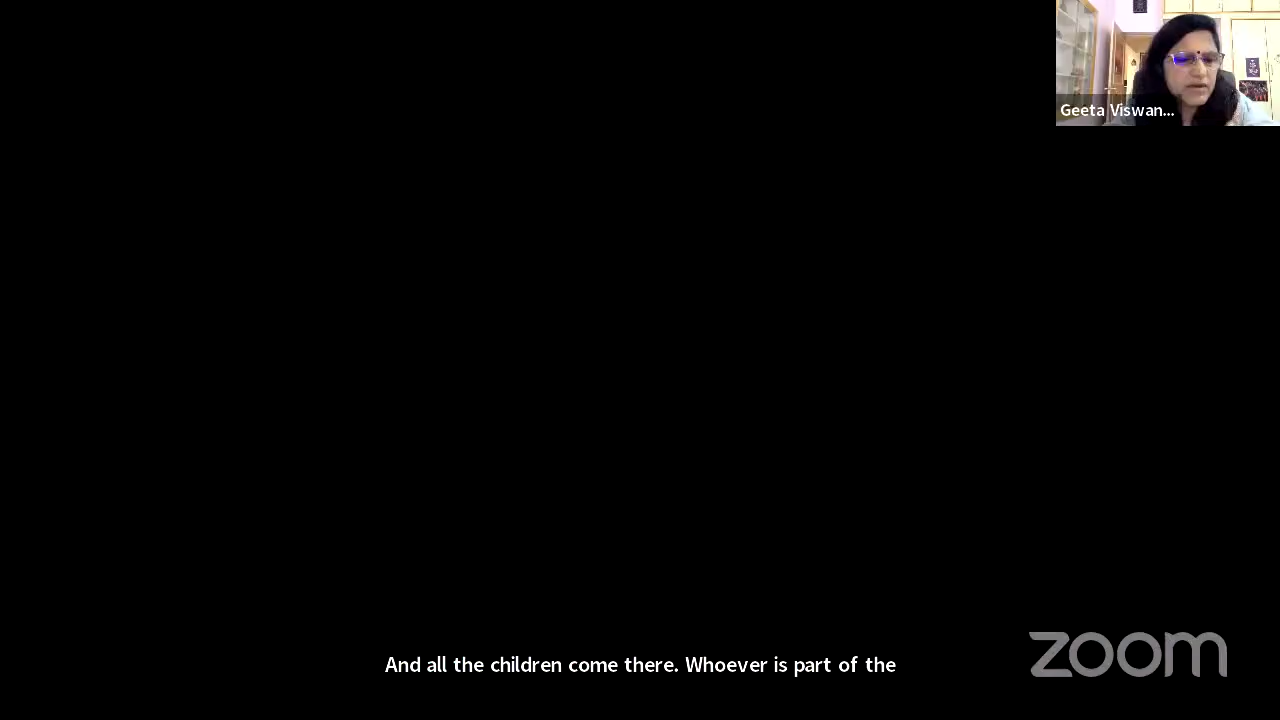 Geeta Viswan...
And all the children come there. Whoever is part of the
zoom